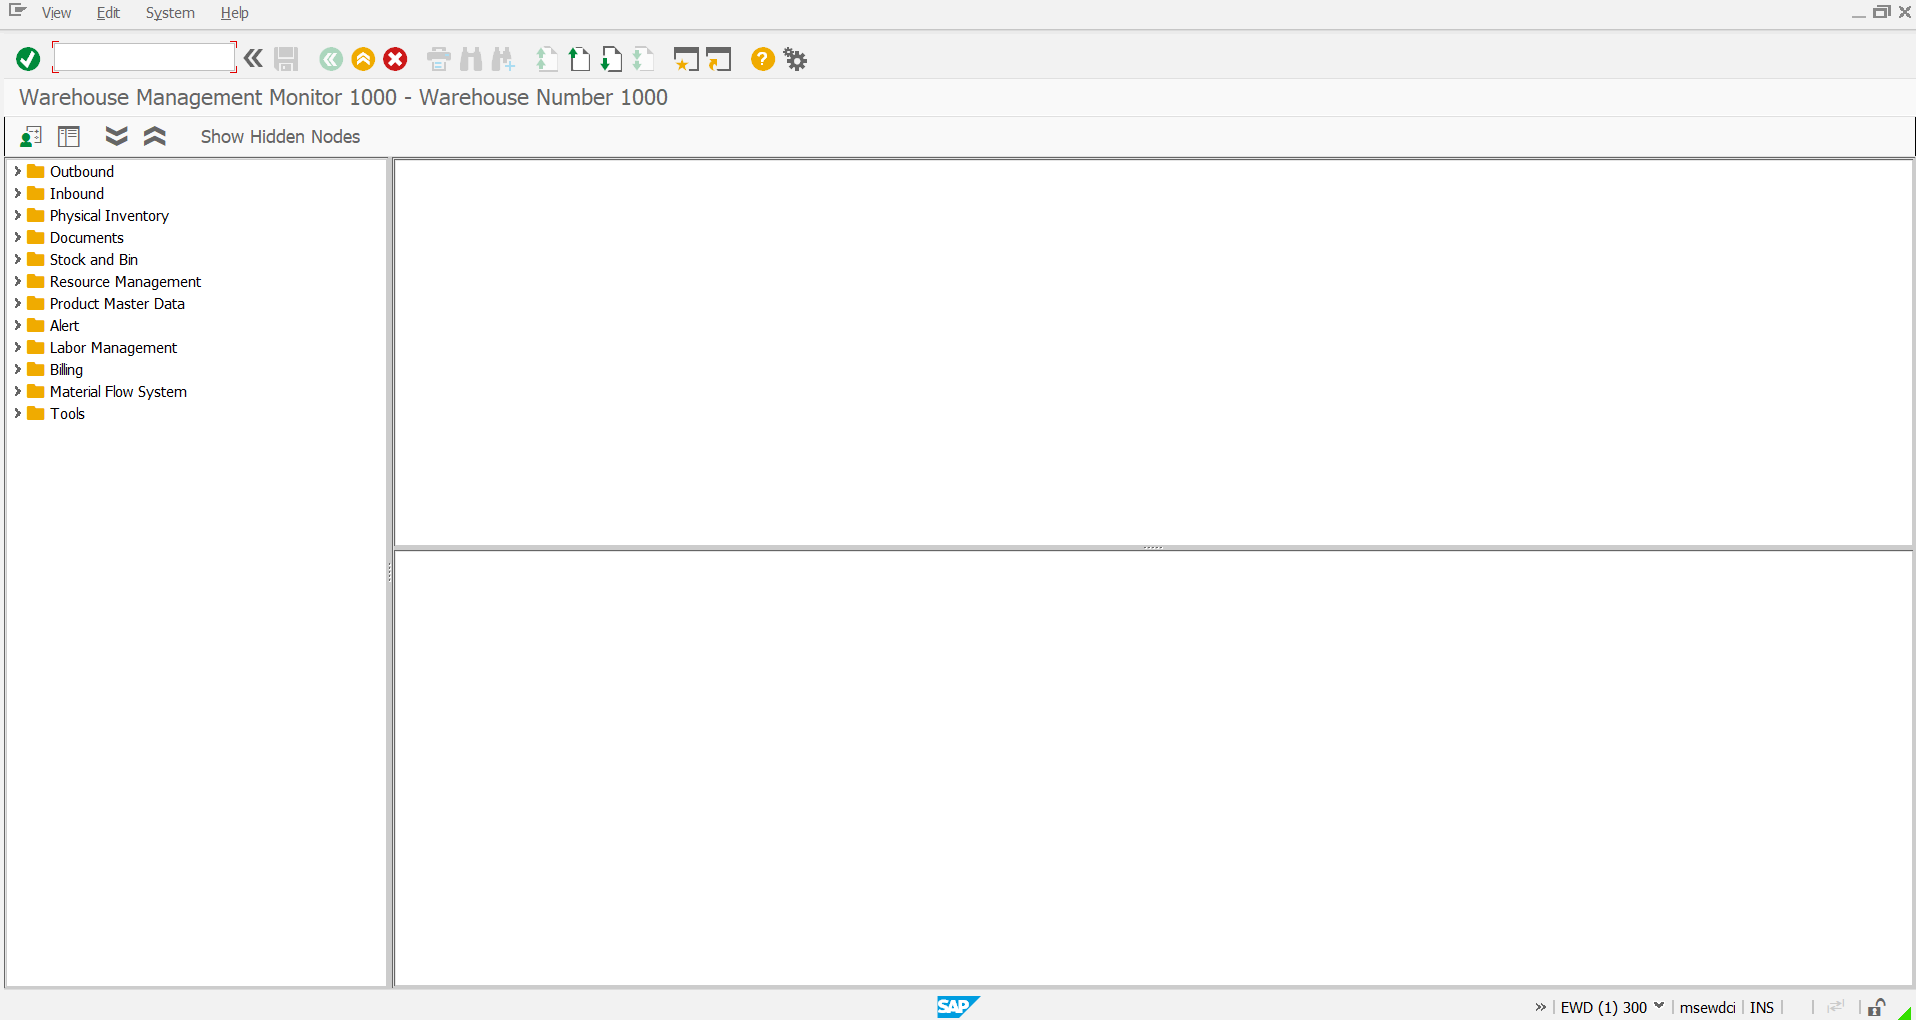 View Edit System Help
Warehouse Management Monitor 1000 - Warehouse Number 1000
Show Hidden Nodes
Outbound
Inbound
Physical Inventory
Documents
Stock and Bin
Resource Management
Product Master Data
Alert
Labor Management
Billing
Material Flow System
Tools
SAP
EWD (1) 300 msewdci INS